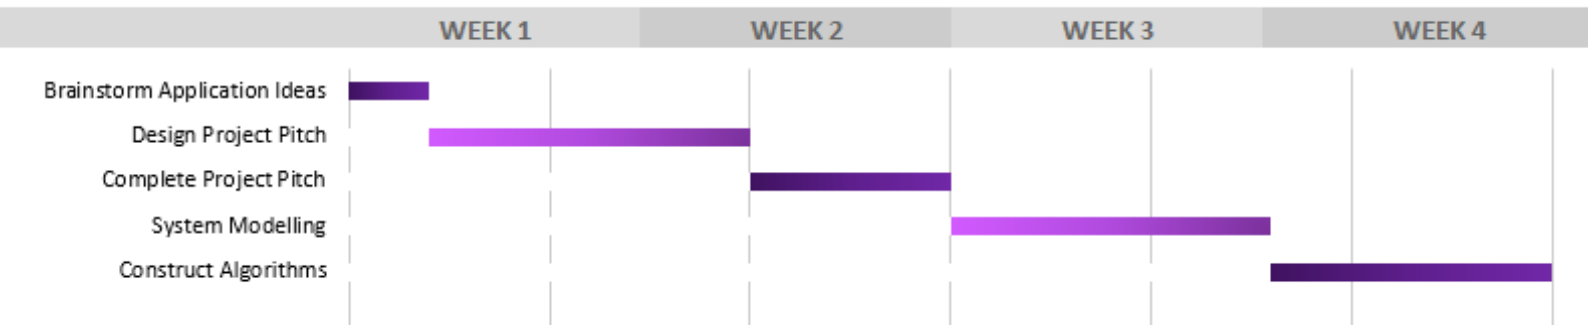 WEEK 1 WEEK 2 WEEK 3 WEEK 4
Brainstorm Application Ideas
Design Project Pitch
Complete Project Pitch
System Modelling
Construct Algorithms